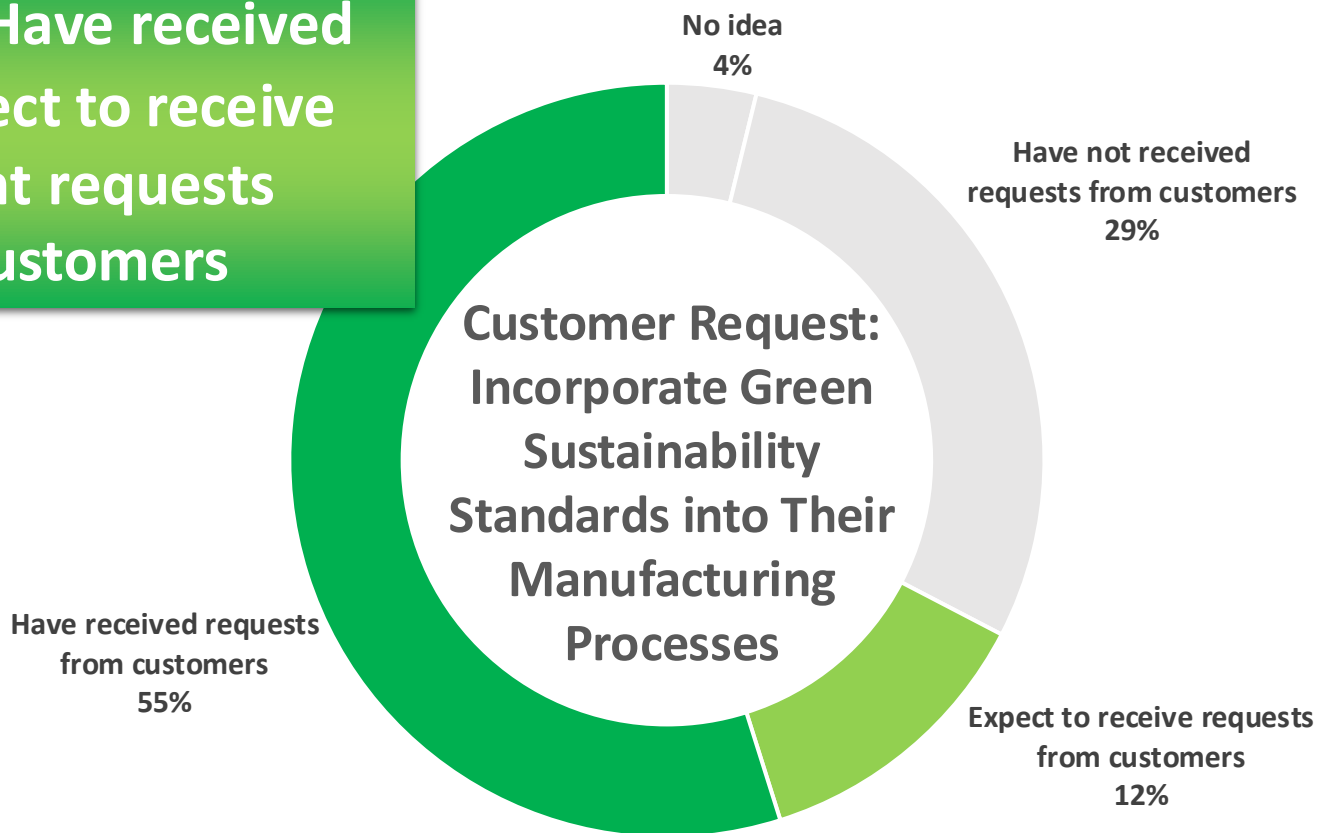 Have received
ect to receive
nt requests
ustomers
No idea
4%
Have not received
requests from customers
29%
Customer Request:
Incorporate Green
Sustainability
Standards into Their
Manufacturing
Processes
Have received requests
from customers
55%
Expect to receive requests
from customers
12%